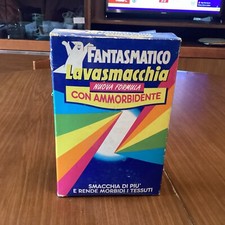 FANTASMATICO
Lavasmacchia
NUOVA FORMULA
CON AMMORBIDENTE
SMACCHIA DI PIU'
E RENDE MORBIDI I TESSUTI